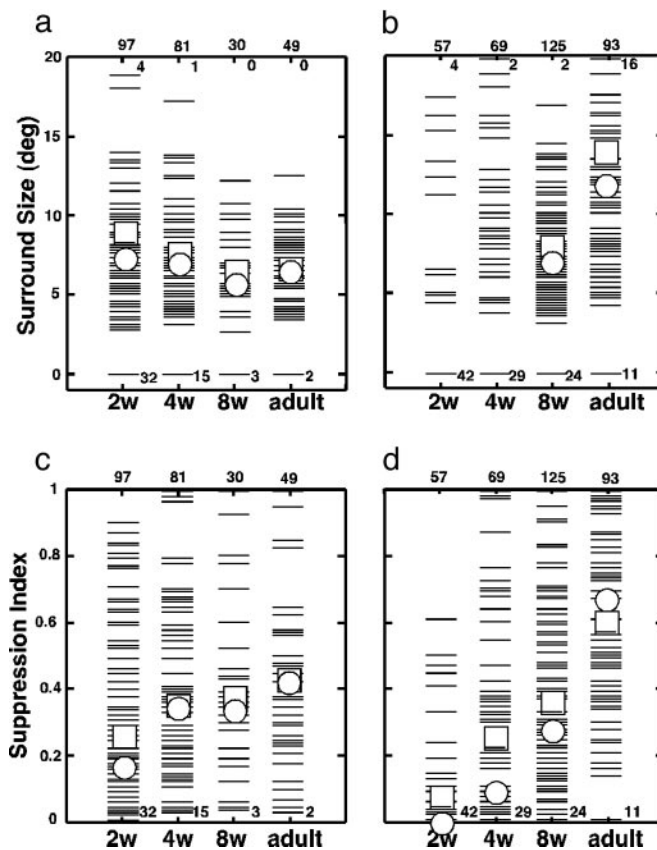 a
b
97 81 30 49
57 69 125 93
20
4 1 0 0
4 2 2 16
15
10
5
0
Surround Size (deg)
32 15 3 2
42 29 24 11
2w 4w 8w adult
2w 4w 8w adult
c
d
97 81 30 49
57 69 125 93
1
0.8
0.6
0.4
0.2
0
Suppression Index
32 15 3 2
42 29 24 11
2w 4w 8w adult
2w 4w 8w adult